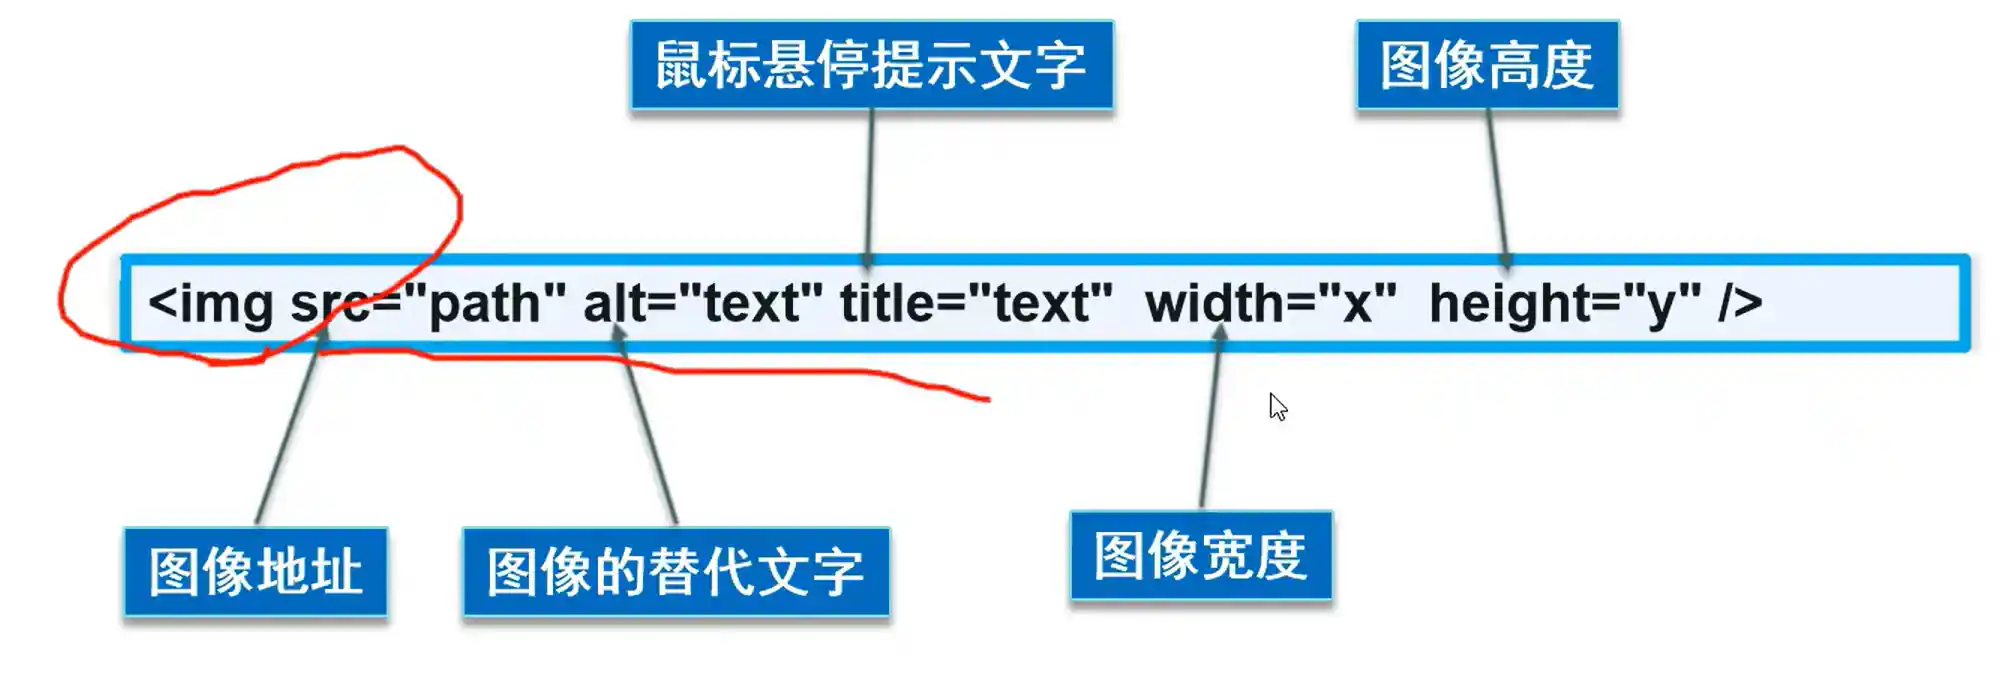 鼠标悬停提示文字
图像高度
<img src="path" alt="text" title="text" width="x" height="y" />
图像地址
图像的替代文字
图像宽度